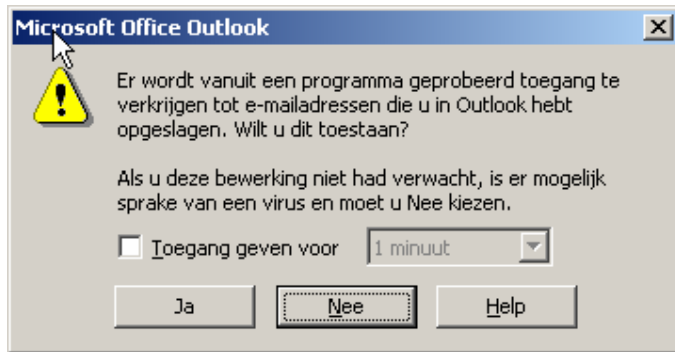 Microsoft Office Outlook
Er wordt vanuit een programma geprobeerd toegang te
verkrijgen tot e-mailadressen die u in Outlook hebt
opgeslagen. Wilt u dit toestaan?
Als u deze bewerking niet had verwacht, is er mogelijk
sprake van een virus en moet u Nee kiezen.
Toegang geven voor 1 minuut
Ja Nee Help